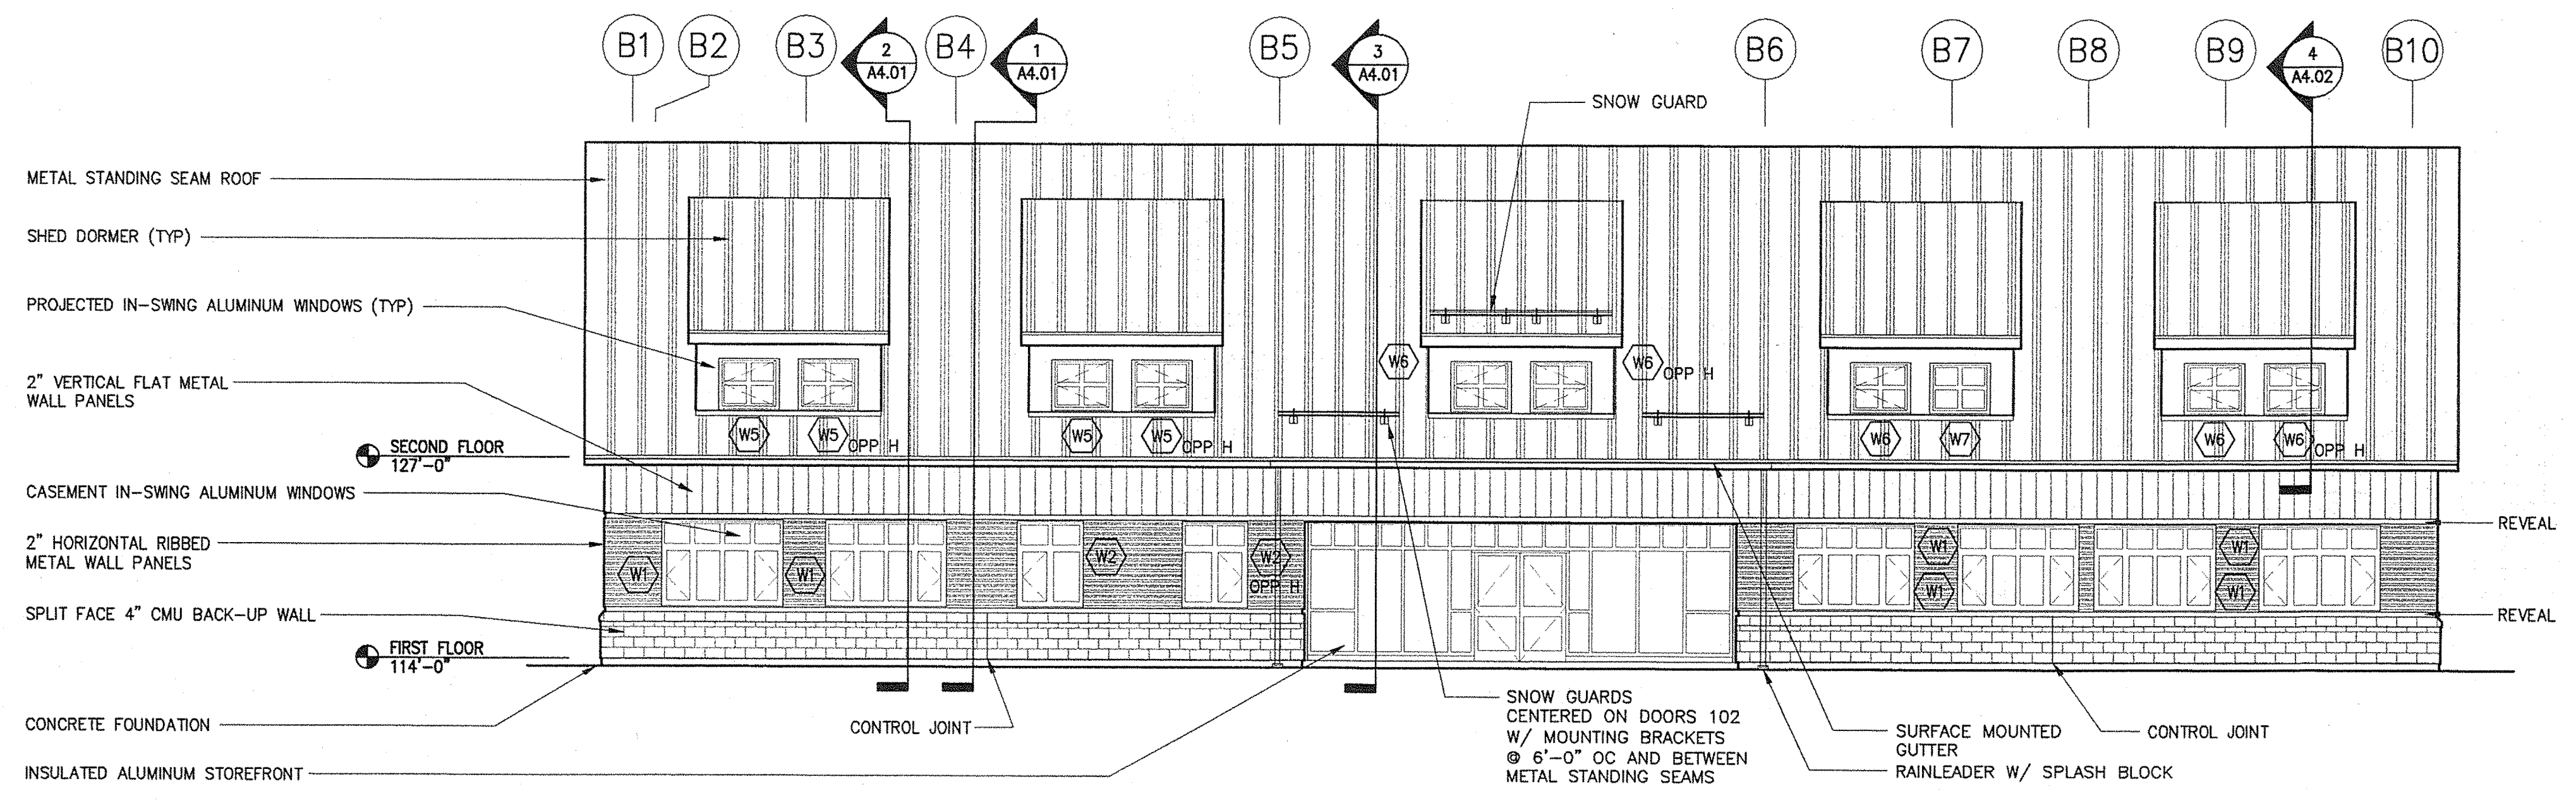 B1
B2
B3
2
A4.01
B4
1
A4.01
B5
3
A4.01
B6
B7
B8
B9
4
A4.02
B10
SNOW GUARD
METAL STANDING SEAM ROOF
SHED DORMER (TYP)
PROJECTED IN-SWING ALUMINUM WINDOWS (TYP)
2" VERTICAL FLAT METAL
WALL PANELS
W6
W6
OPP H
W5
W5
OPP H
W5
W5
OPP H
W6
W7
W6
W6
OPP H
SECOND FLOOR
127'-0"
CASEMENT IN-SWING ALUMINUM WINDOWS
2" HORIZONTAL RIBBED
METAL WALL PANELS
REVEAL
W1
W1
W2
W2
OPP H
W1
W1
W1
W1
SPLIT FACE 4" CMU BACK-UP WALL
REVEAL
FIRST FLOOR
114'-0"
CONCRETE FOUNDATION
CONTROL JOINT
INSULATED ALUMINUM STOREFRONT
SNOW GUARDS
CENTERED ON DOORS 102
W/ MOUNTING BRACKETS
@ 6'-0" OC AND BETWEEN
METAL STANDING SEAMS
SURFACE MOUNTED
GUTTER
RAINLEADER W/ SPLASH BLOCK
CONTROL JOINT